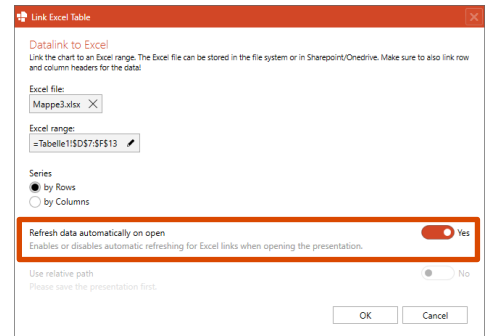 Link Excel Table
Datalink to Excel
Link the chart to an Excel range. The Excel file can be stored in the file system or in Sharepoint/Onedrive. Make sure to also link row
and column headers for the data!
Excel file:
Mappe3.xlsx
Excel range:
=Tabelle1!$D$7:$F$13
Series
by Rows
by Columns
Refresh data automatically on open
Yes
Enables or disables automatic refreshing for Excel links when opening the presentation.
Use relative path
No
Please save the presentation first.
OK
Cancel